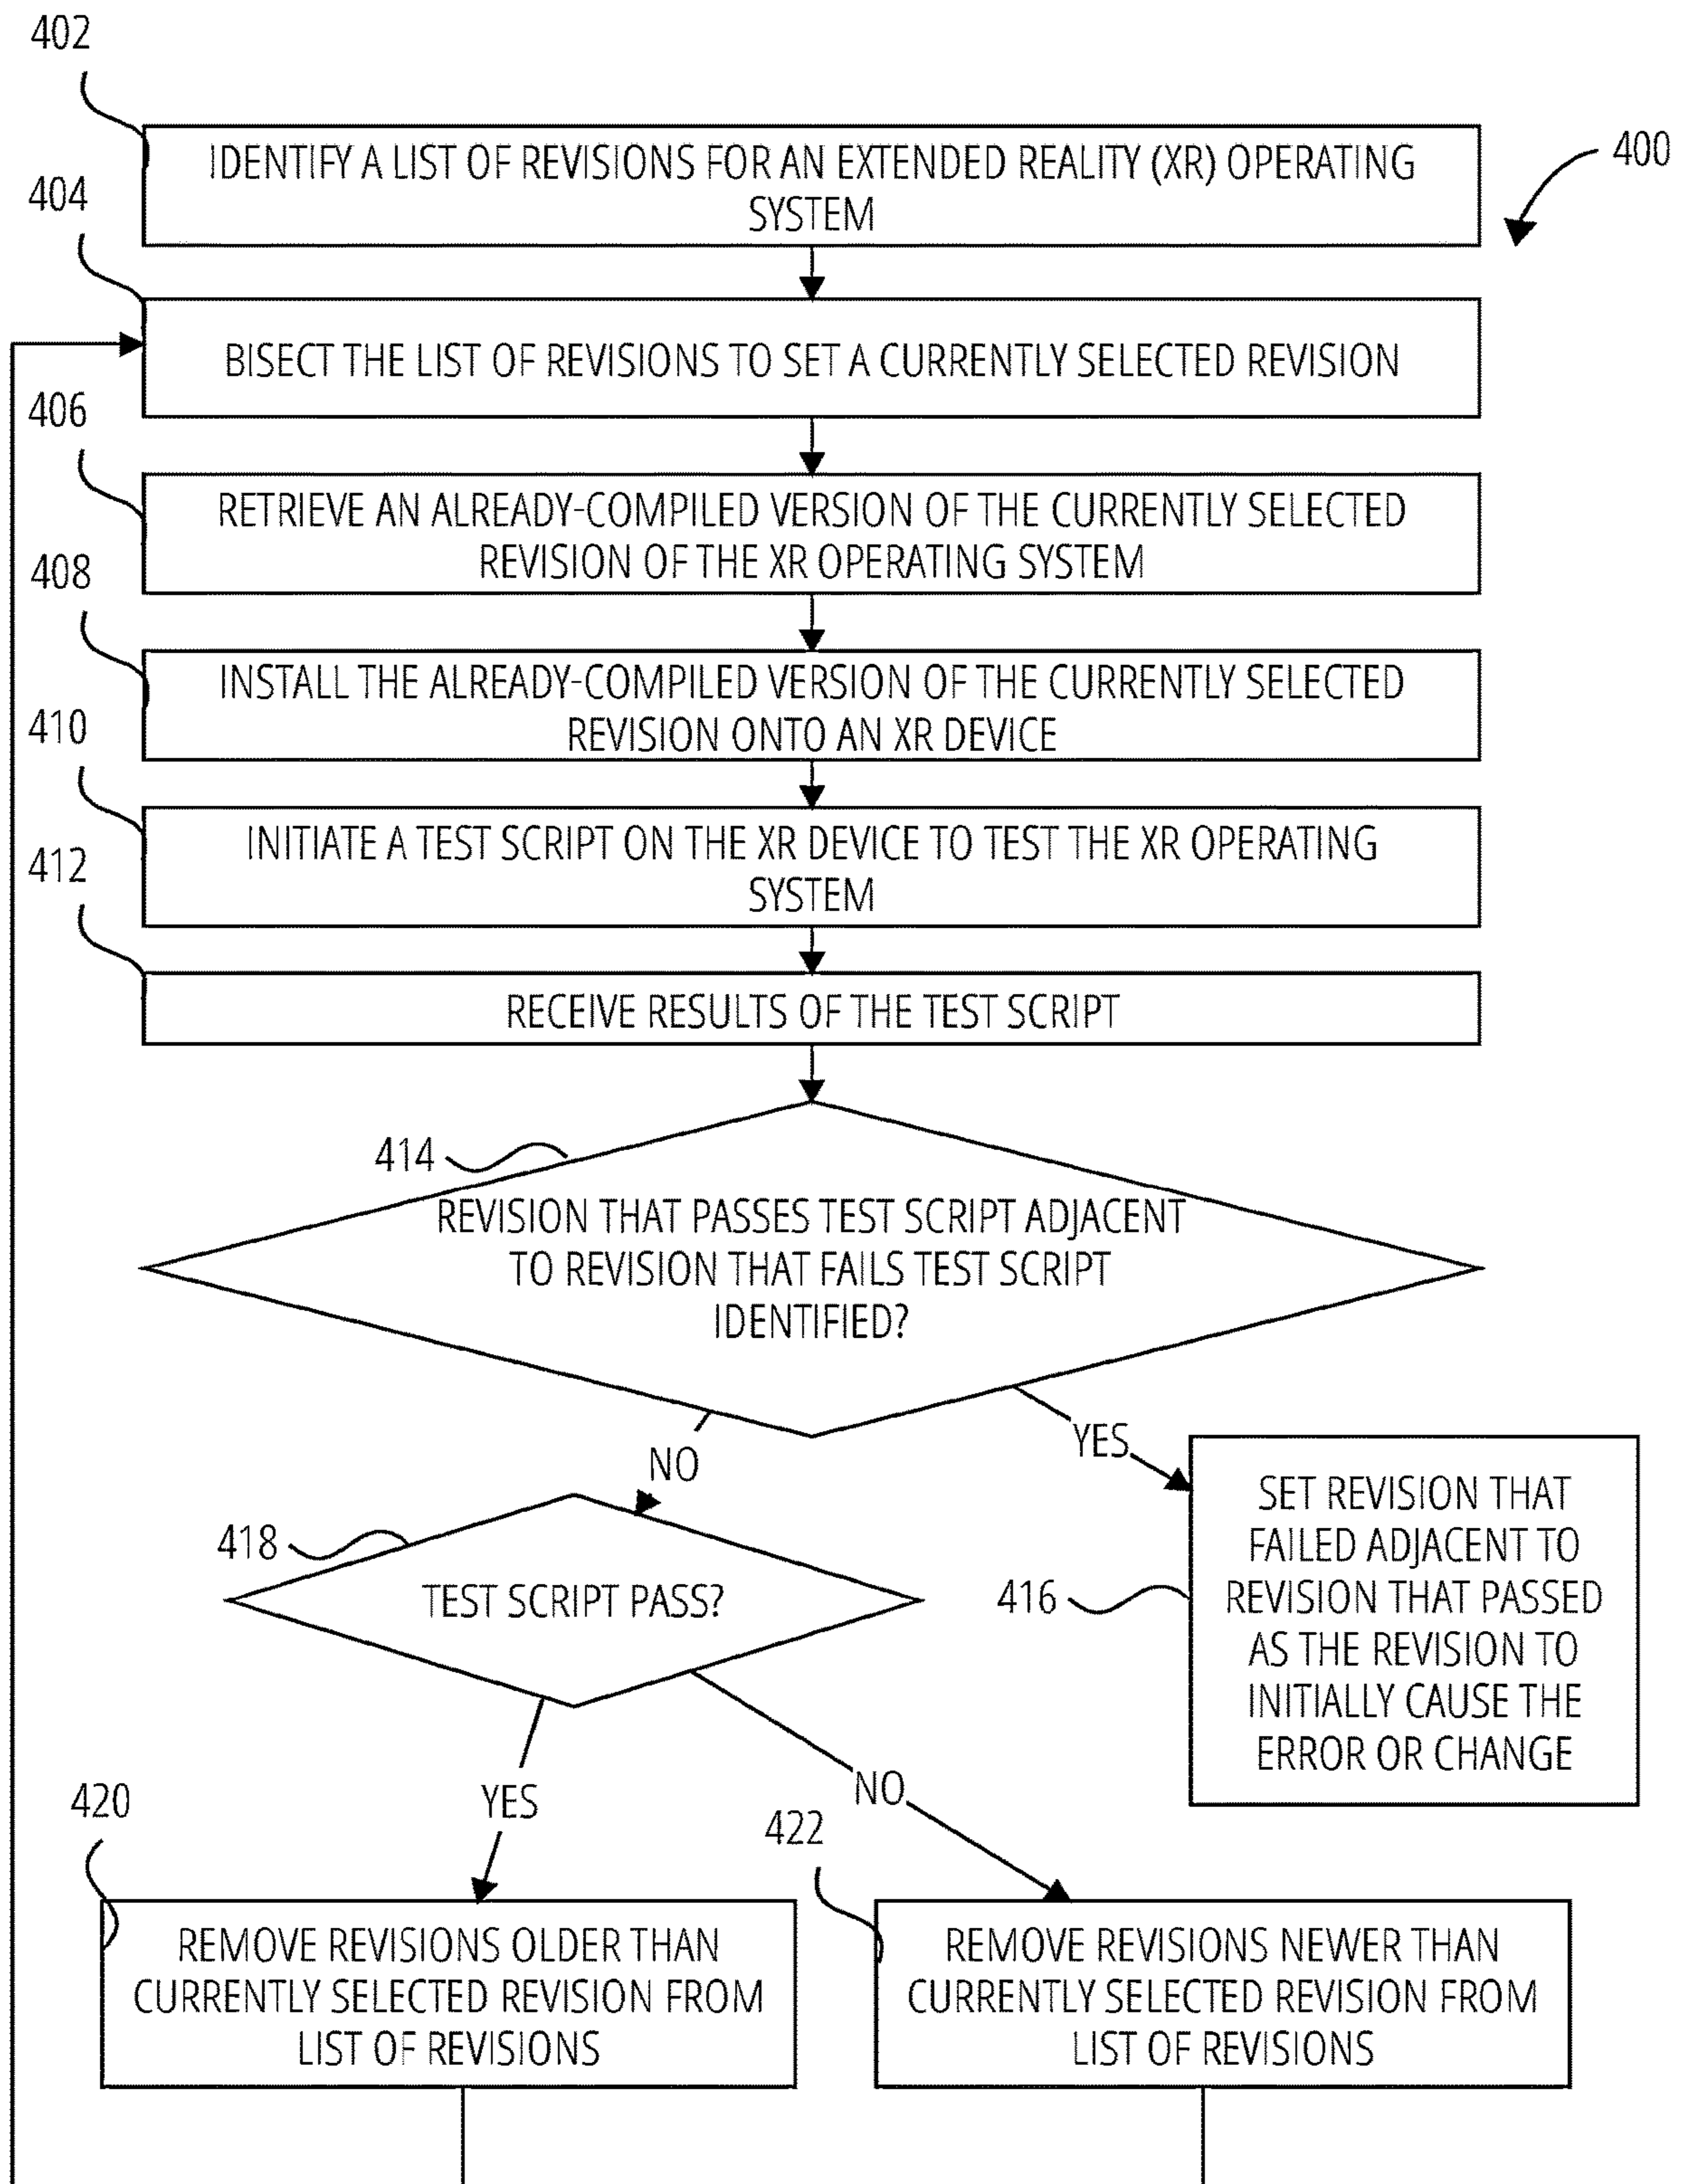 402
400
IDENTIFY A LIST OF REVISIONS FOR AN EXTENDED REALITY (XR) OPERATING
SYSTEM
404
BISECT THE LIST OF REVISIONS TO SET A CURRENTLY SELECTED REVISION
406
RETRIEVE AN ALREADY-COMPILED VERSION OF THE CURRENTLY SELECTED
REVISION OF THE XR OPERATING SYSTEM
408
INSTALL THE ALREADY-COMPILED VERSION OF THE CURRENTLY SELECTED
REVISION ONTO AN XR DEVICE
410
INITIATE A TEST SCRIPT ON THE XR DEVICE TO TEST THE XR OPERATING
SYSTEM
412
RECEIVE RESULTS OF THE TEST SCRIPT
414
REVISION THAT PASSES TEST SCRIPT ADJACENT
TO REVISION THAT FAILS TEST SCRIPT
IDENTIFIED?
NO
YES
418
TEST SCRIPT PASS?
416
SET REVISION THAT
FAILED ADJACENT TO
REVISION THAT PASSED
AS THE REVISION TO
INITIALLY CAUSE THE
ERROR OR CHANGE
YES
NO
420
REMOVE REVISIONS OLDER THAN
CURRENTLY SELECTED REVISION FROM
LIST OF REVISIONS
422
REMOVE REVISIONS NEWER THAN
CURRENTLY SELECTED REVISION FROM
LIST OF REVISIONS